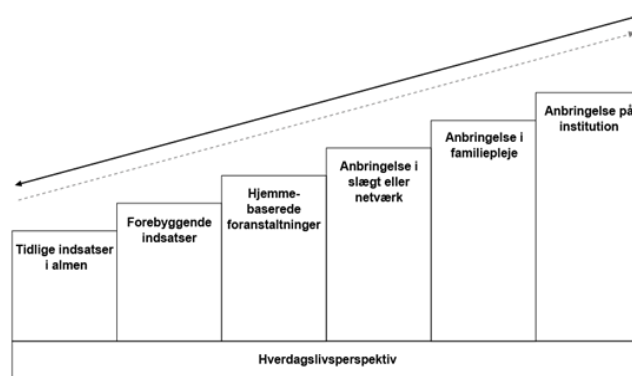 Tidlige indsatser
i almen
Forebyggende
indsatser
Hjemme-
baserede
foranstaltninger
Anbringelse i
slægt eller
netværk
Anbringelse i
familiepleje
Anbringelse på
institution
Hverdagslivsperspektiv